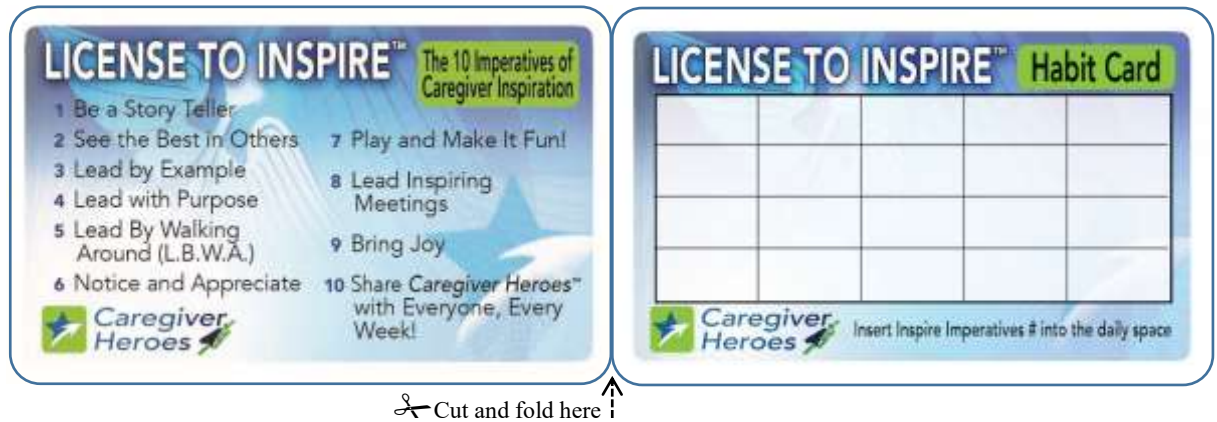 LICENSE TO INSPIRE™
The 10 Imperatives of
Caregiver Inspiration
1 Be a Story Teller
2 See the Best in Others
3 Lead by Example
4 Lead with Purpose
5 Lead By Walking
Around (L.B.W.A.)
6 Notice and Appreciate
7 Play and Make It Fun!
8 Lead Inspiring
Meetings
9 Bring Joy
10 Share Caregiver Heroes™
with Everyone, Every
Week!
Caregiver
Heroes
LICENSE TO INSPIRE™ Habit Card
Caregiver
Heroes
Insert Inspire Imperatives # into the daily space
Cut and fold here